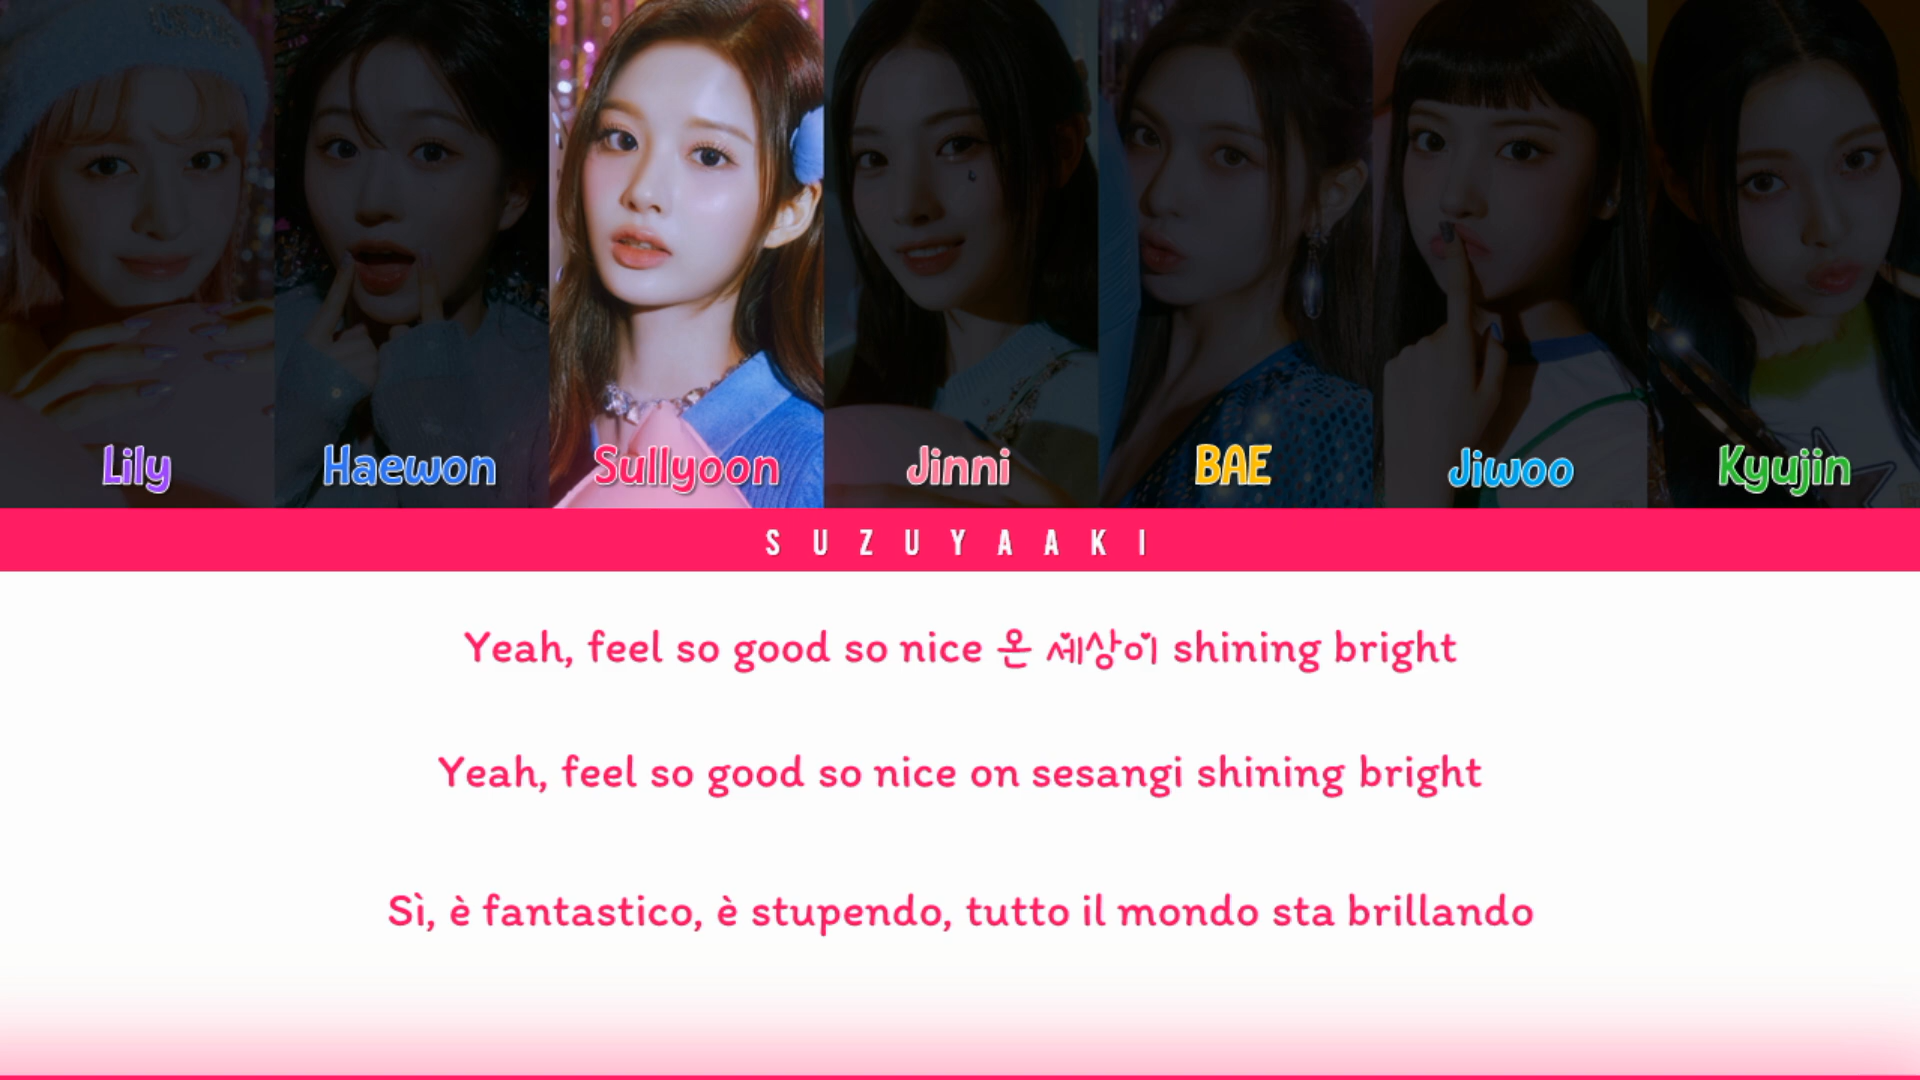 Lily Haewon Sullyoon Jinni BAE Jiwoo Kyujin
SUZUYAAKI
Yeah, feel so good so nice 온 세상이 shining bright
Yeah, feel so good so nice on sesangi shining bright
Sì, è fantastico, è stupendo, tutto il mondo sta brillando